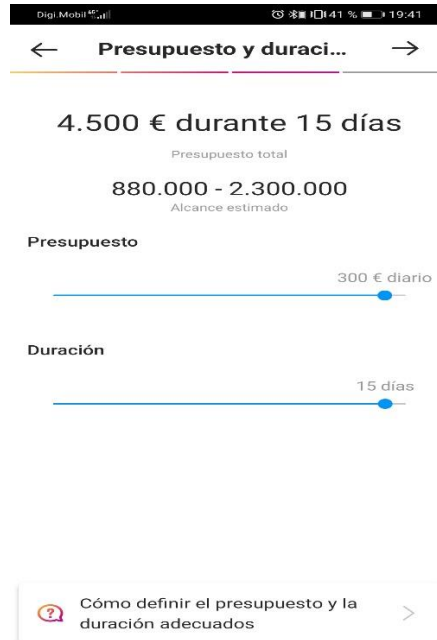 Digi.Mobil 41 % 19:41
Presupuesto y duraci...
4.500 € durante 15 días
Presupuesto total
880.000 - 2.300.000
Alcance estimado
Presupuesto
300 € diario
Duración
15 días
Cómo definir el presupuesto y la
duración adecuados